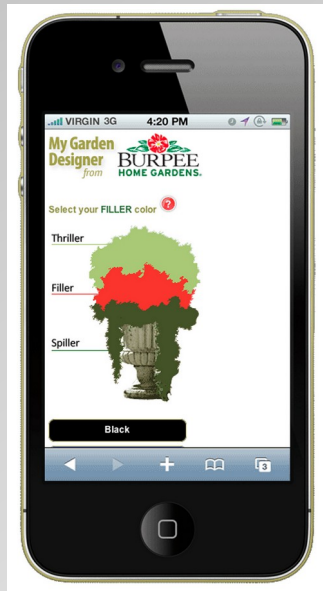 VIRGIN 3G 4:20 PM
My Garden
Designer
from
BURPEE
HOME GARDENS.
Select your FILLER color ?
Thriller
Filler
Spiller
Black
3